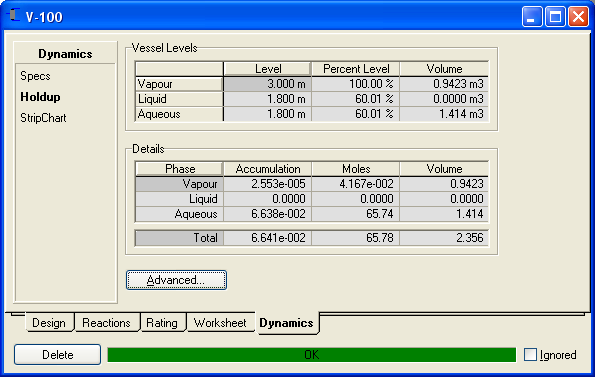 V-100
Dynamics
Specs
Holdup
StripChart
Vessel Levels
Level Percent Level Volume
Vapour 3.000 m 100.00 % 0.9423 m3
Liquid 1.800 m 60.01 % 0.0000 m3
Aqueous 1.800 m 60.01 % 1.414 m3
Details
Phase Accumulation Moles Volume
Vapour 2.553e-005 4.167e-002 0.9423
Liquid 0.0000 0.0000 0.0000
Aqueous 6.638e-002 65.74 1.414
Total 6.641e-002 65.78 2.356
Advanced...
Design Reactions Rating Worksheet Dynamics
Delete OK Ignored